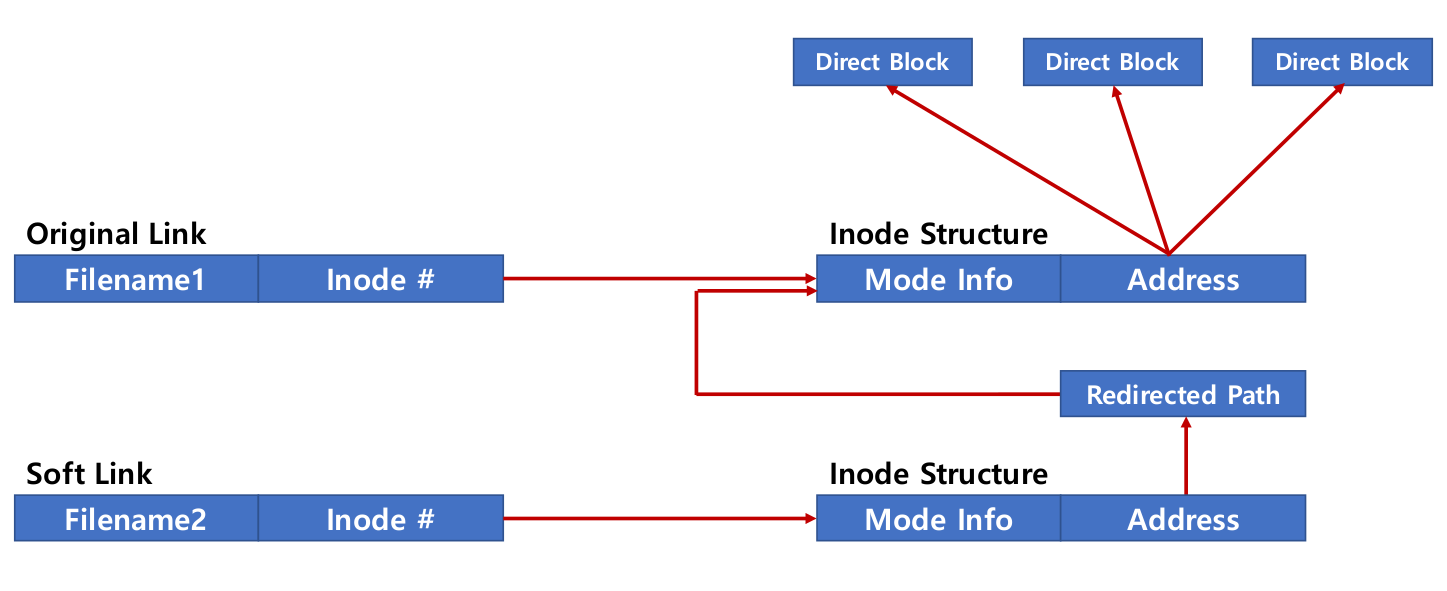 Direct Block
Direct Block
Direct Block
Original Link
Inode Structure
Filename1
Inode #
Mode Info
Address
Redirected Path
Soft Link
Inode Structure
Filename2
Inode #
Mode Info
Address